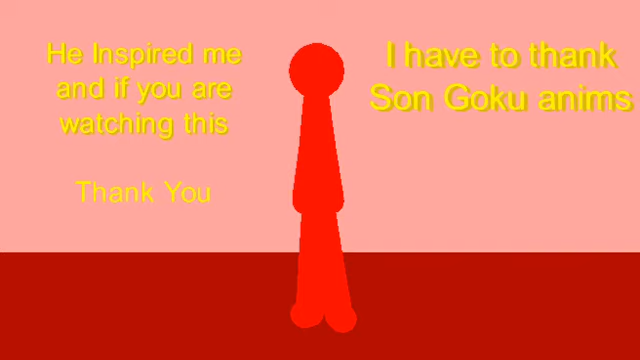 I have to thank
Son Goku anims
He Inspired me
and if you are
watching this
Thank You